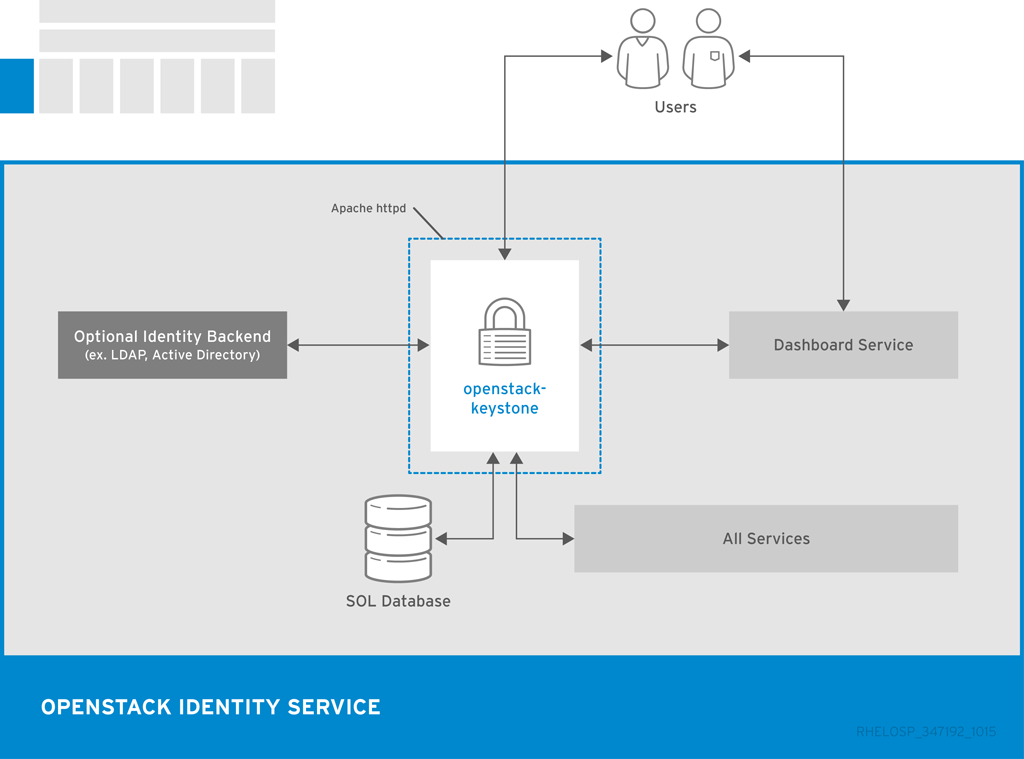 Users
Apache httpd
Optional Identity Backend
(ex. LDAP, Active Directory)
openstack-
keystone
Dashboard Service
All Services
SOL Database
OPENSTACK IDENTITY SERVICE
RHELOSP_347192_1015